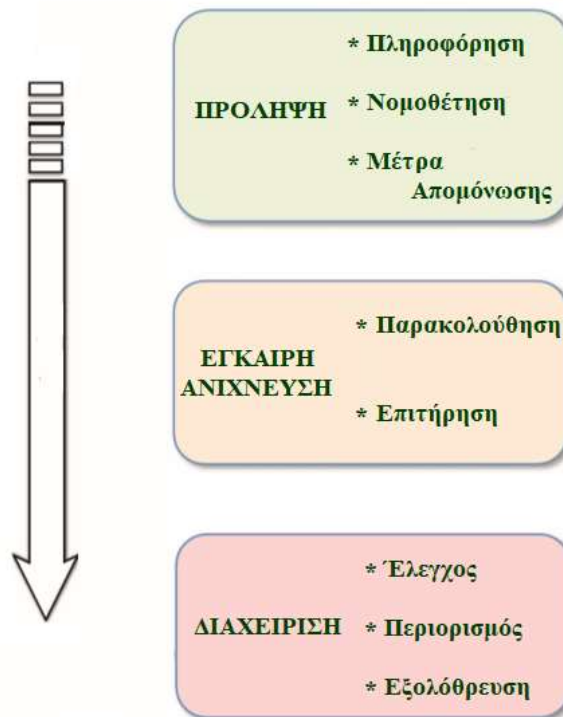 ΠΡΟΛΗΨΗ
* Πληροφόρηση
* Νομοθέτηση
* Μέτρα
Απομόνωσης
ΕΓΚΑΙΡΗ
ΑΝΙΧΝΕΥΣΗ
* Παρακολούθηση
* Επιτήρηση
ΔΙΑΧΕΙΡΙΣΗ
* Έλεγχος
* Περιορισμός
* Εξολόθρευση